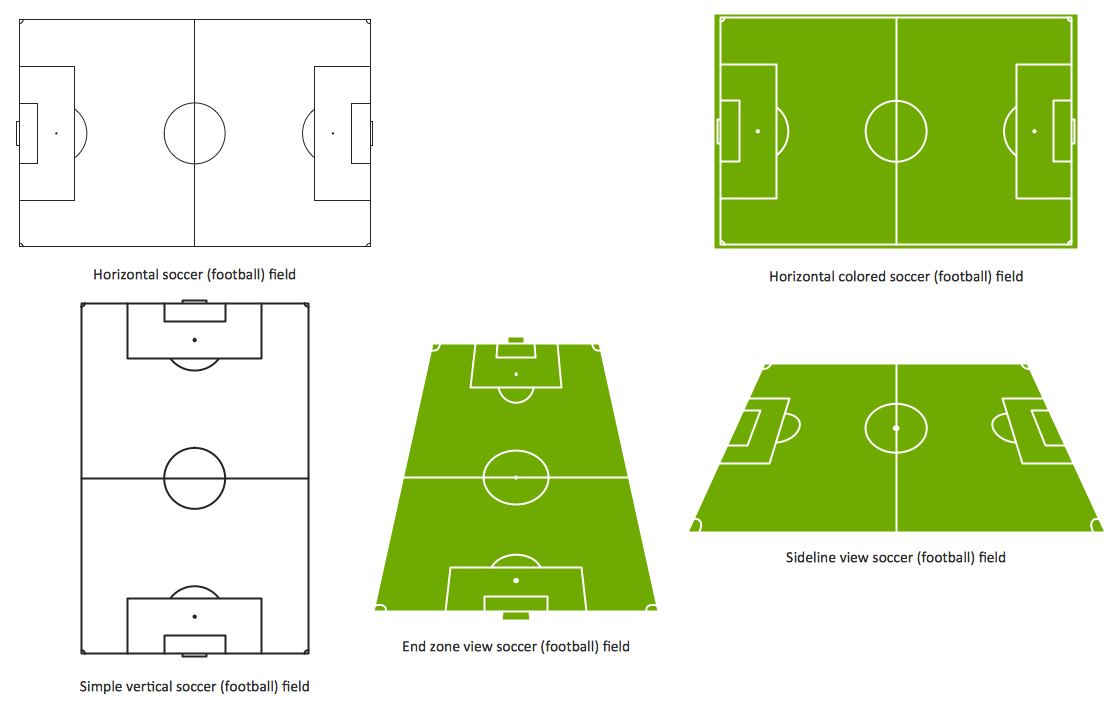 Horizontal soccer (football) field
Horizontal colored soccer (football) field
Sideline view soccer (football) field
End zone view soccer (football) field
Simple vertical soccer (football) field